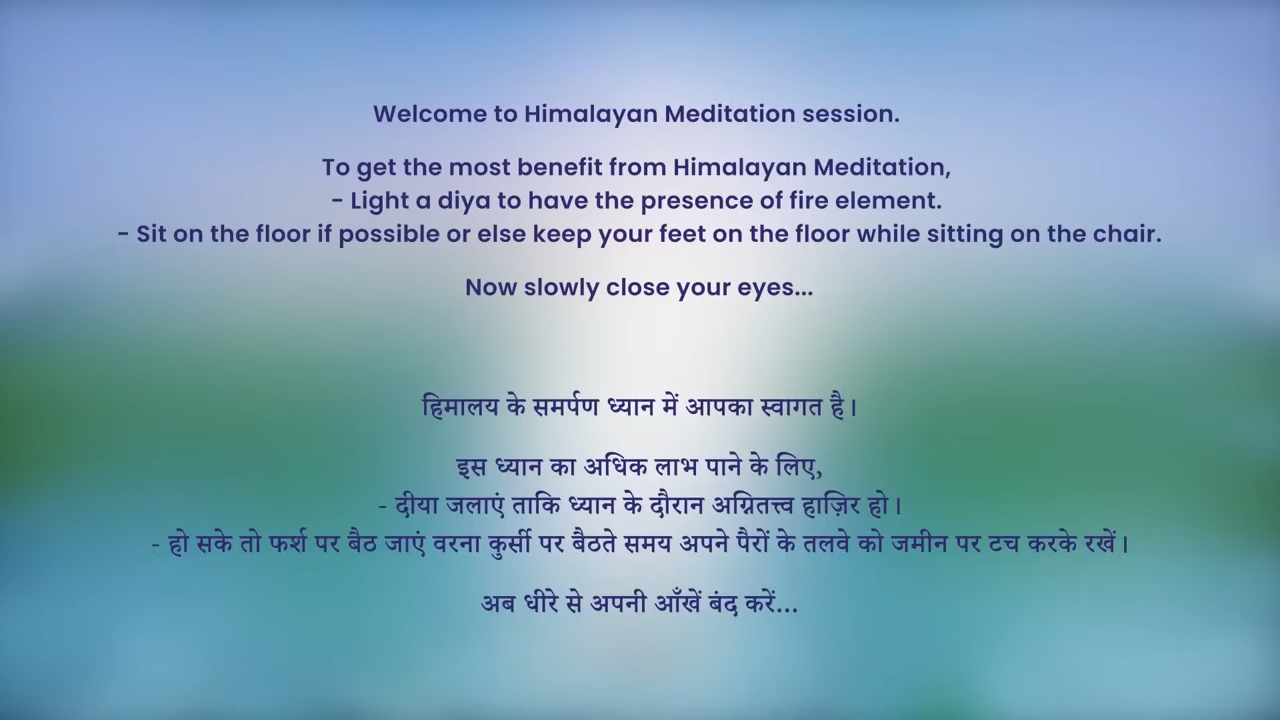 Welcome to Himalayan Meditation session.
To get the most benefit from Himalayan Meditation,
- Light a diya to have the presence of fire element.
- Sit on the floor if possible or else keep your feet on the floor while sitting on the chair.
Now slowly close your eyes...
हिमालय के समर्पण ध्यान में आपका स्वागत है।
इस ध्यान का अधिक लाभ पाने के लिए,
- दीया जलाएं ताकि ध्यान के दौरान अग्नितत्त्व हाज़िर हो।
- हो सके तो फर्श पर बैठ जाएं वरना कुर्सी पर बैठते समय अपने पैरों के तलवे को जमीन पर टच करके रखें।
अब धीरे से अपनी आँखें बंद करें...